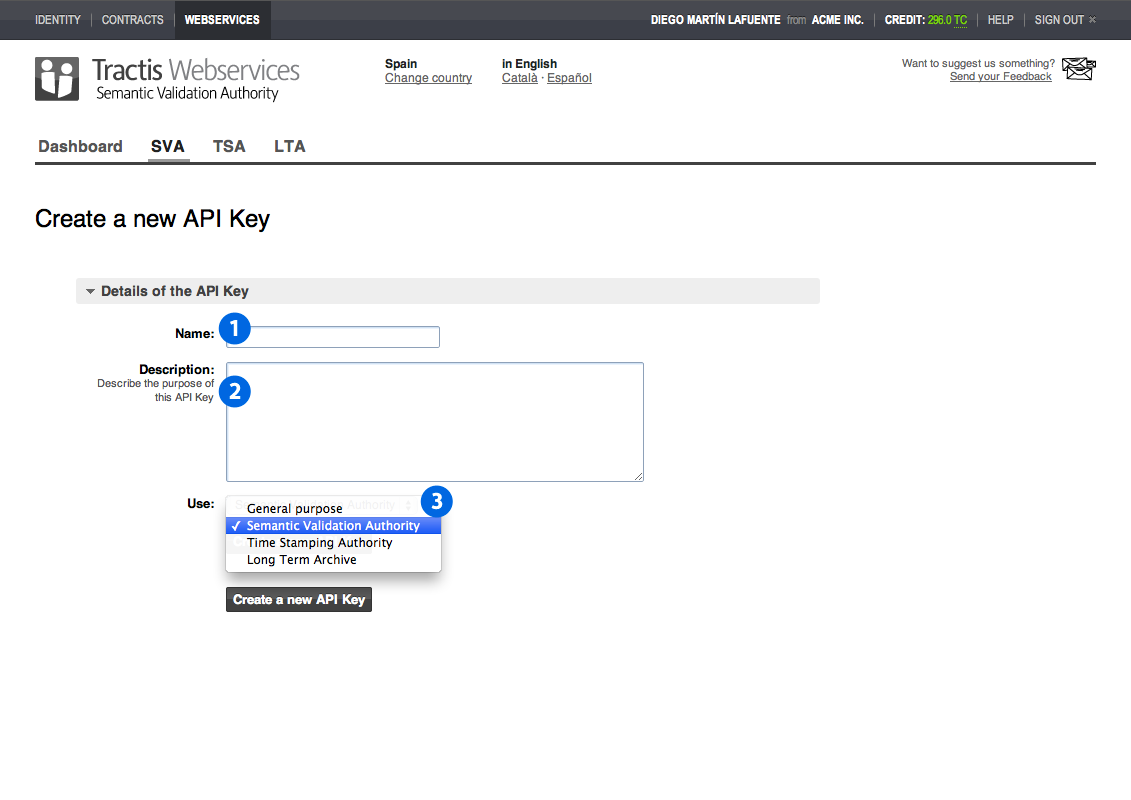 IDENTITY CONTRACTS WEBSERVICES DIEGO MARTÍN LAFUENTE from ACME INC. CREDIT: 296.0 TC HELP SIGN OUT ×
Tractis Webservices
Semantic Validation Authority
Spain
Change country
in English
Català · Español
Want to suggest us something?
Send your Feedback
Dashboard SVA TSA LTA
Create a new API Key
Details of the API Key
Name: 1
Description:
Describe the purpose of
this API Key
2
Use: 3
General purpose
✓ Semantic Validation Authority
Time Stamping Authority
Long Term Archive
Create a new API Key